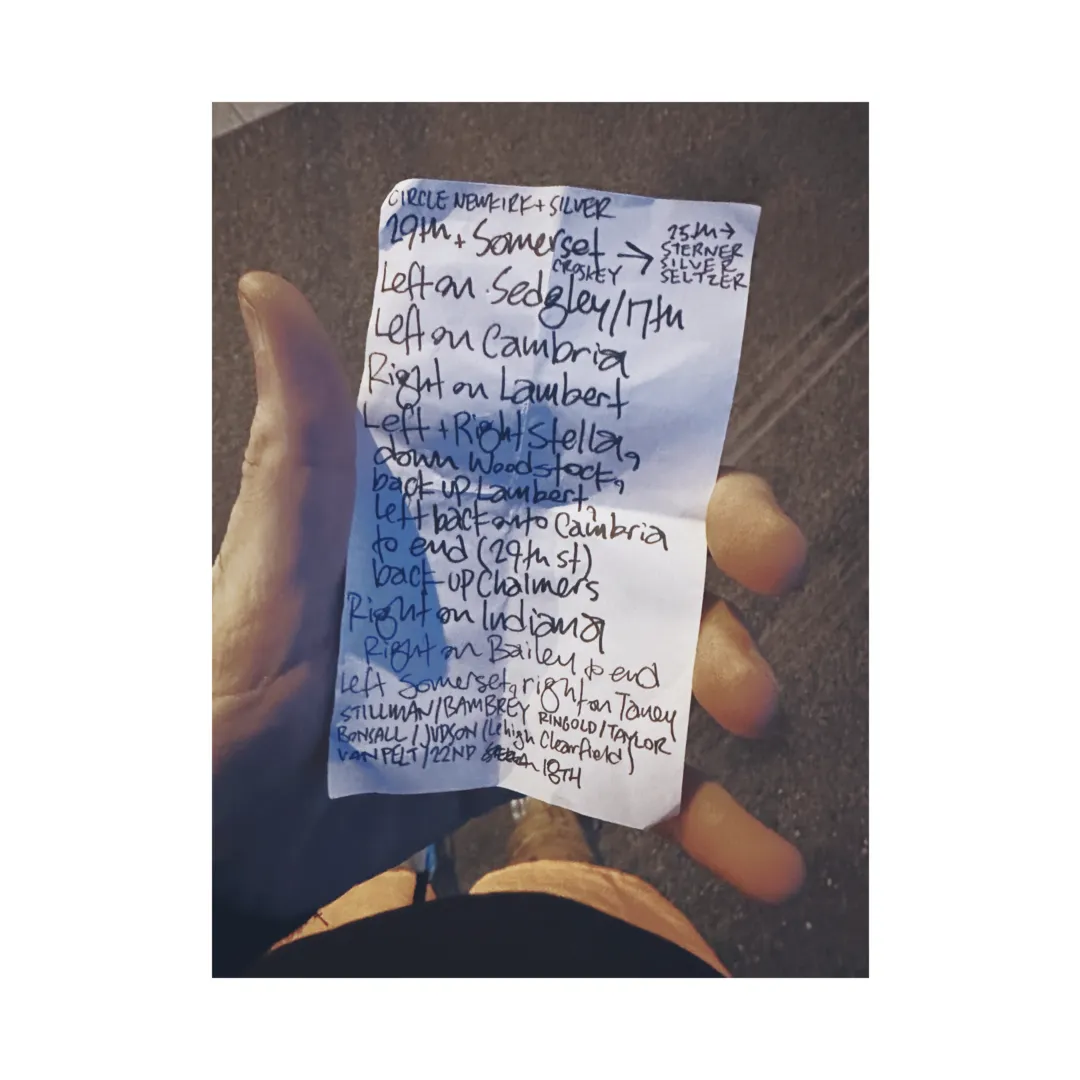 CIRCLE NEWKIRK + SILVER
29th + Somerset →
CROSKEY
25th →
STERNER
SILVER
SELTZER
Left on Sedgley/17th
Left on Cambria
Right on Lambert
Left + Right Stella,
down Woodstock,
back up Lambert,
Left back onto Cambria
to end (29th st)
back up Chalmers
Right on Indiana
Right on Bailey to end
Left Somerset, right on Taney
STILLMAN/BAMBREY RINGOLD/TAYLOR
BONSALL/JUDSON (Lehigh Clearfield)
VANPELT/22ND 18TH